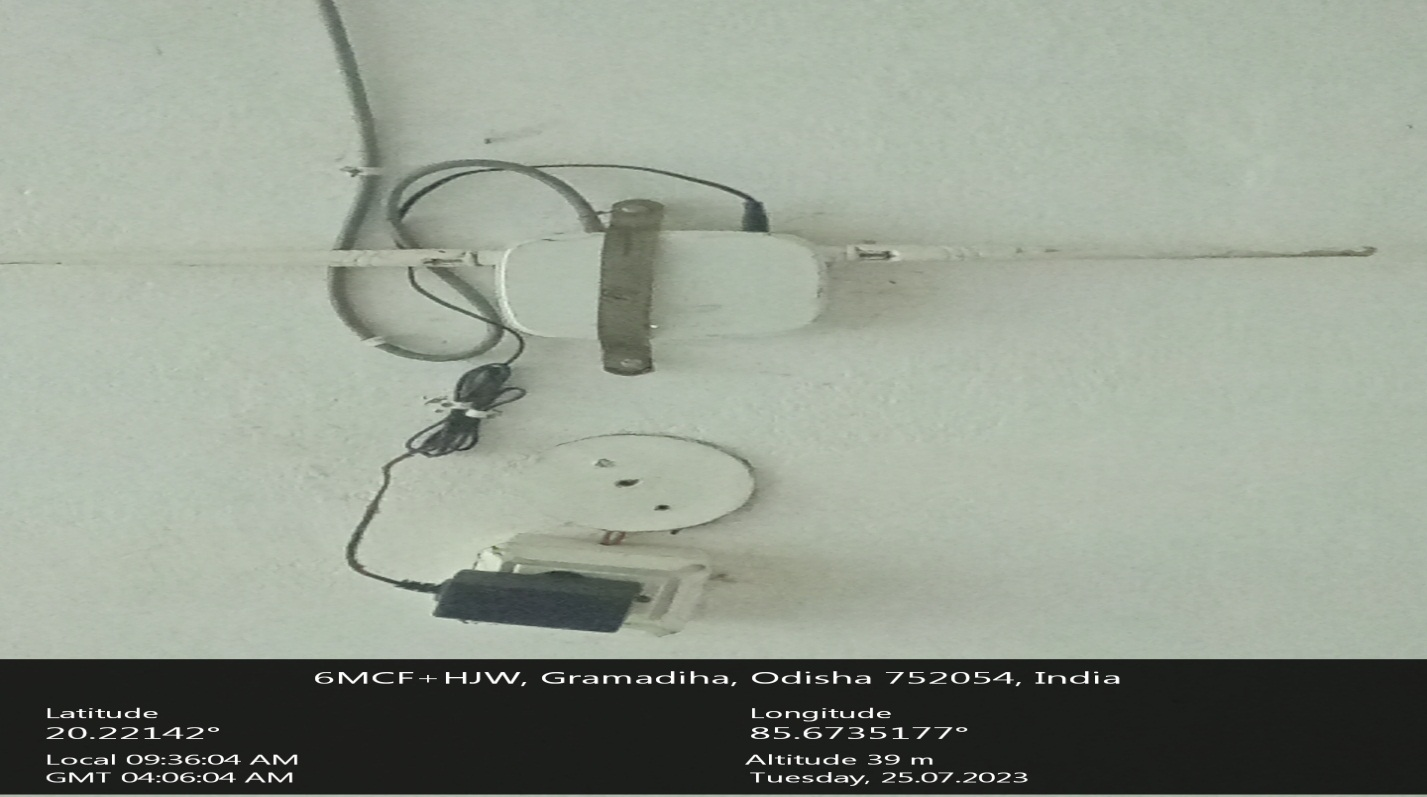 6MCF+HJW, Gramadiha, Odisha 752054, India
Latitude
20.22142°
Longitude
85.6735177°
Local 09:36:04 AM
GMT 04:06:04 AM
Altitude 39 m
Tuesday, 25.07.2023